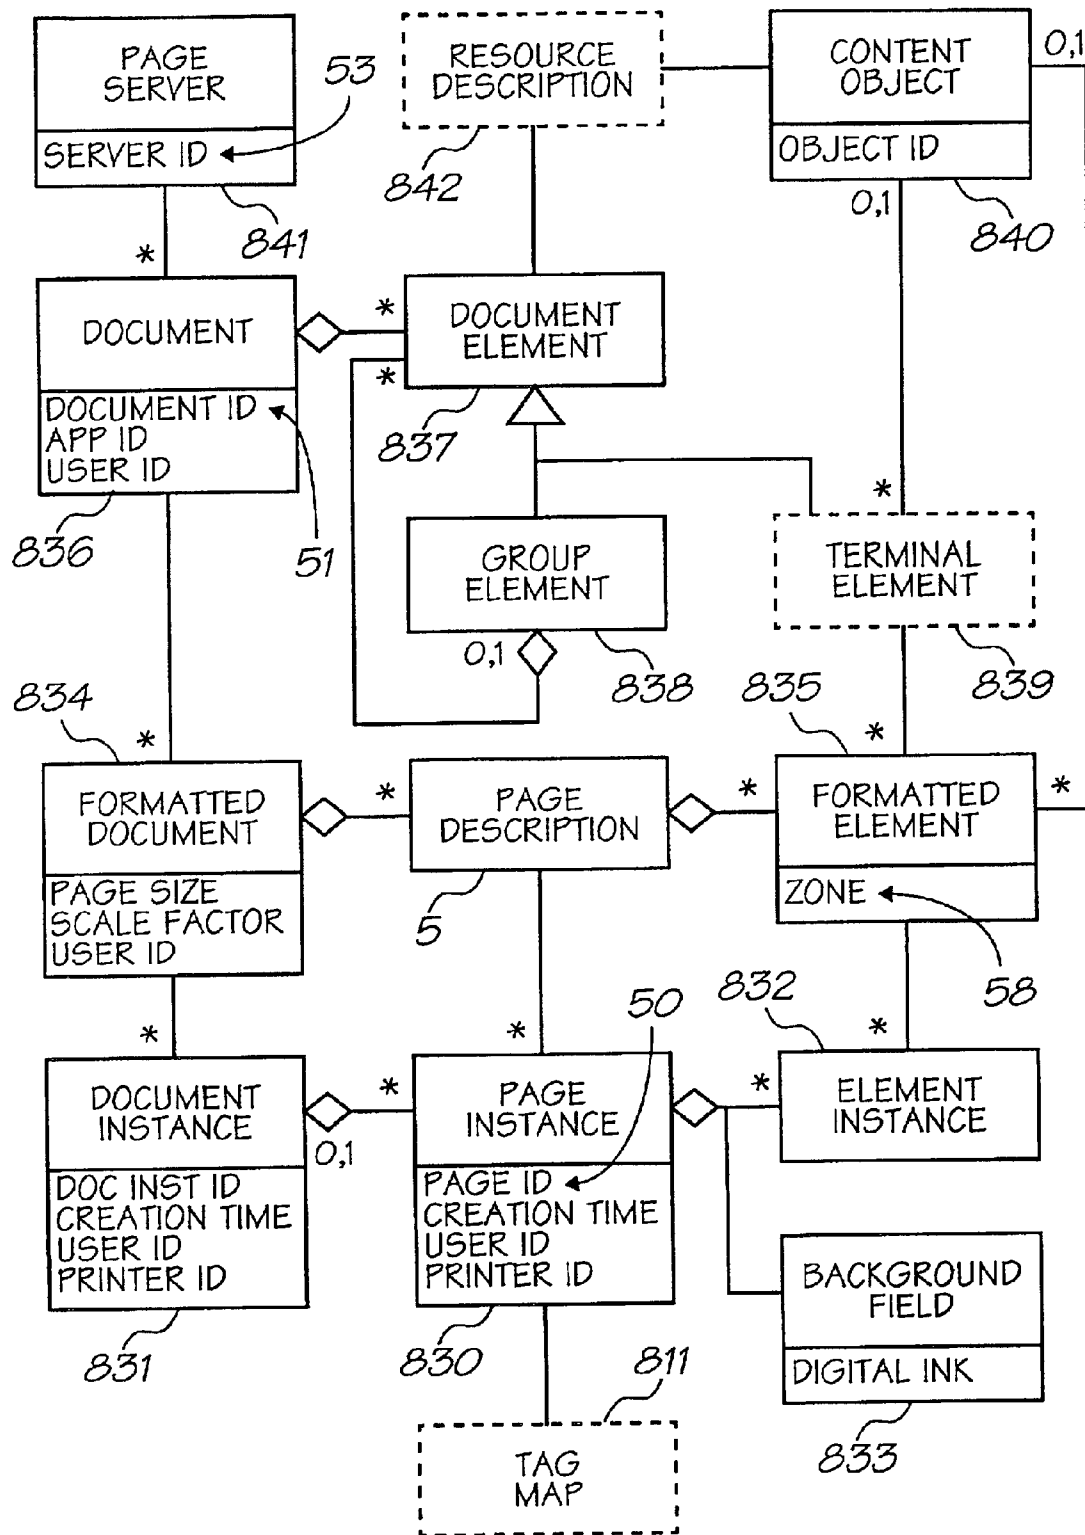 PAGE
SERVER
SERVER ID
53
841
*
RESOURCE
DESCRIPTION
842
CONTENT
OBJECT
0,1
OBJECT ID
0,1
840
DOCUMENT
DOCUMENT ID
APP ID
USER ID
836
51
*
*
DOCUMENT
ELEMENT
837
GROUP
ELEMENT
0,1
838
*
TERMINAL
ELEMENT
839
834
*
FORMATTED
DOCUMENT
PAGE SIZE
SCALE FACTOR
USER ID
*
PAGE
DESCRIPTION
5
835
*
*
*
FORMATTED
ELEMENT
ZONE
58
*
DOCUMENT
INSTANCE
0,1
DOC INST ID
CREATION TIME
USER ID
PRINTER ID
831
*
*
50
PAGE
INSTANCE
PAGE ID
CREATION TIME
USER ID
PRINTER ID
830
832
*
*
ELEMENT
INSTANCE
BACKGROUND
FIELD
DIGITAL INK
833
811
TAG
MAP